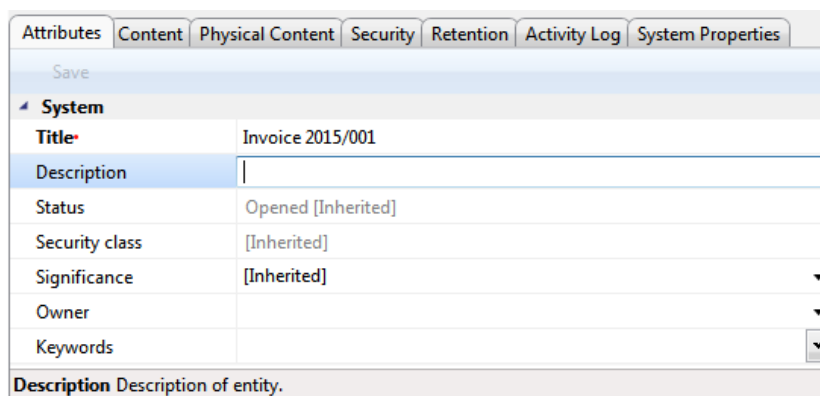 Attributes Content Physical Content Security Retention Activity Log System Properties
Save
System
Title• Invoice 2015/001
Description
Status Opened [Inherited]
Security class [Inherited]
Significance [Inherited]
Owner
Keywords
Description Description of entity.